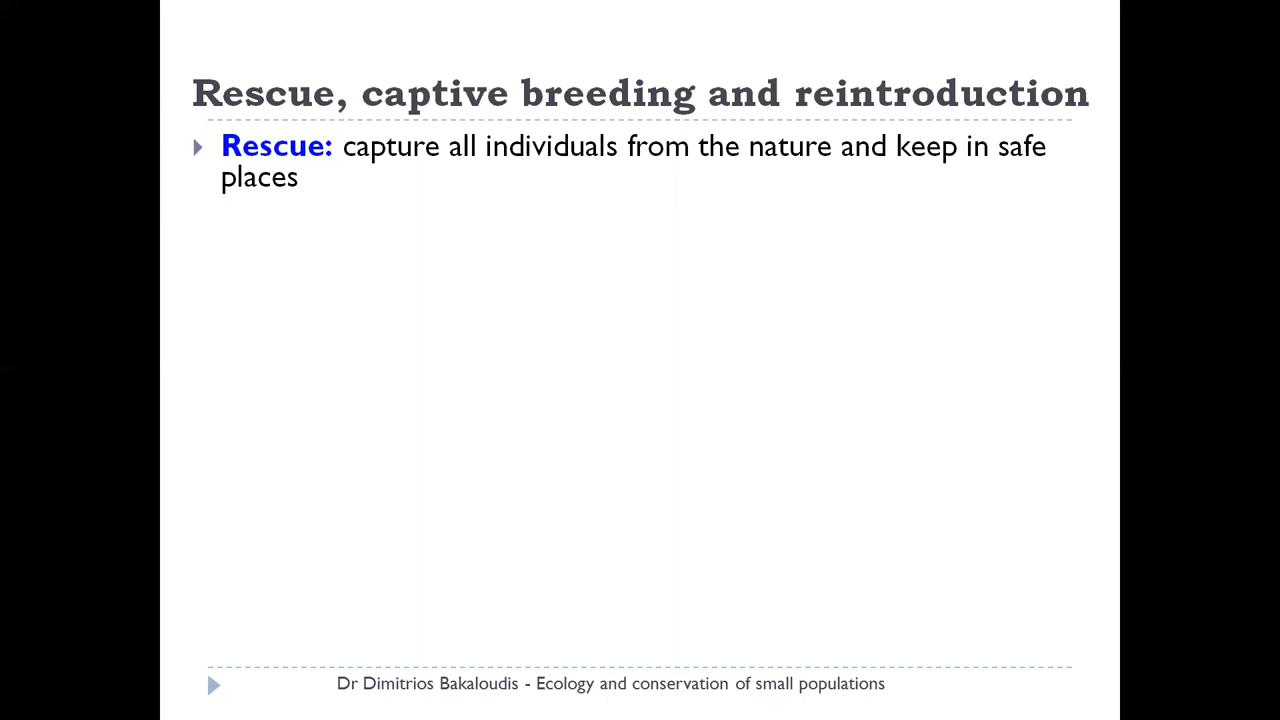 Rescue, captive breeding and reintroduction
Rescue: capture all individuals from the nature and keep in safe
places
Dr Dimitrios Bakaloudis - Ecology and conservation of small populations